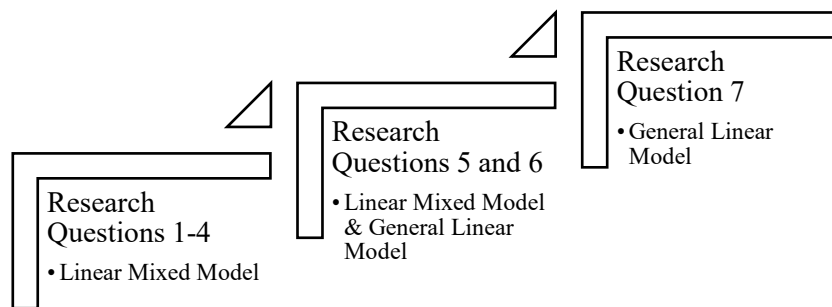 Research
Questions 1-4
• Linear Mixed Model
Research
Questions 5 and 6
• Linear Mixed Model
& General Linear
Model
Research
Question 7
• General Linear
Model